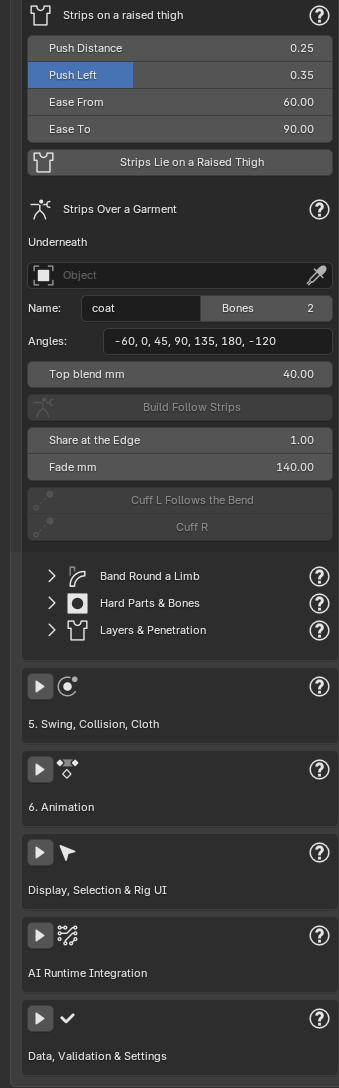 Strips on a raised thigh
Push Distance 0.25
Push Left 0.35
Ease From 60.00
Ease To 90.00
Strips Lie on a Raised Thigh
Strips Over a Garment
Underneath
Object
Name: coat Bones 2
Angles: -60, 0, 45, 90, 135, 180, -120
Top blend mm 40.00
Build Follow Strips
Share at the Edge 1.00
Fade mm 140.00
Cuff L Follows the Bend
Cuff R
Band Round a Limb
Hard Parts & Bones
Layers & Penetration
5. Swing, Collision, Cloth
6. Animation
Display, Selection & Rig UI
AI Runtime Integration
Data, Validation & Settings